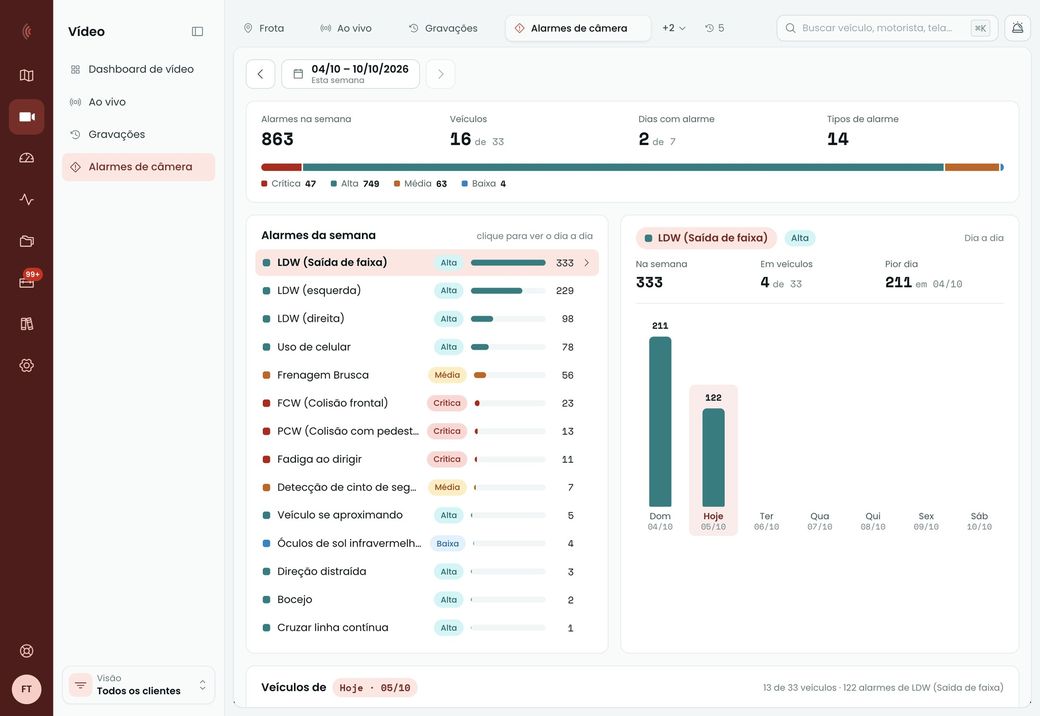 Vídeo
Dashboard de vídeo
Ao vivo
Gravações
Alarmes de câmera
99+
Visão
Todos os clientes
FT
Frota
Ao vivo
Gravações
Alarmes de câmera
+2
5
Buscar veículo, motorista, tela...
⌘K
04/10 – 10/10/2026
Esta semana
Alarmes na semana
863
Veículos
16 de 33
Dias com alarme
2 de 7
Tipos de alarme
14
Crítica 47
Alta 749
Média 63
Baixa 4
Alarmes da semana
clique para ver o dia a dia
LDW (Saída de faixa) Alta 333
LDW (esquerda) Alta 229
LDW (direita) Alta 98
Uso de celular Alta 78
Frenagem Brusca Média 56
FCW (Colisão frontal) Crítica 23
PCW (Colisão com pedest... Crítica 13
Fadiga ao dirigir Crítica 11
Detecção de cinto de seg... Média 7
Veículo se aproximando Alta 5
Óculos de sol infravermelh... Baixa 4
Direção distraída Alta 3
Bocejo Alta 2
Cruzar linha contínua Alta 1
LDW (Saída de faixa) Alta
Dia a dia
Na semana
333
Em veículos
4 de 33
Pior dia
211 em 04/10
211
122
Dom
04/10
Hoje
05/10
Ter
06/10
Qua
07/10
Qui
08/10
Sex
09/10
Sáb
10/10
Veículos de Hoje · 05/10
13 de 33 veículos · 122 alarmes de LDW (Saída de faixa)